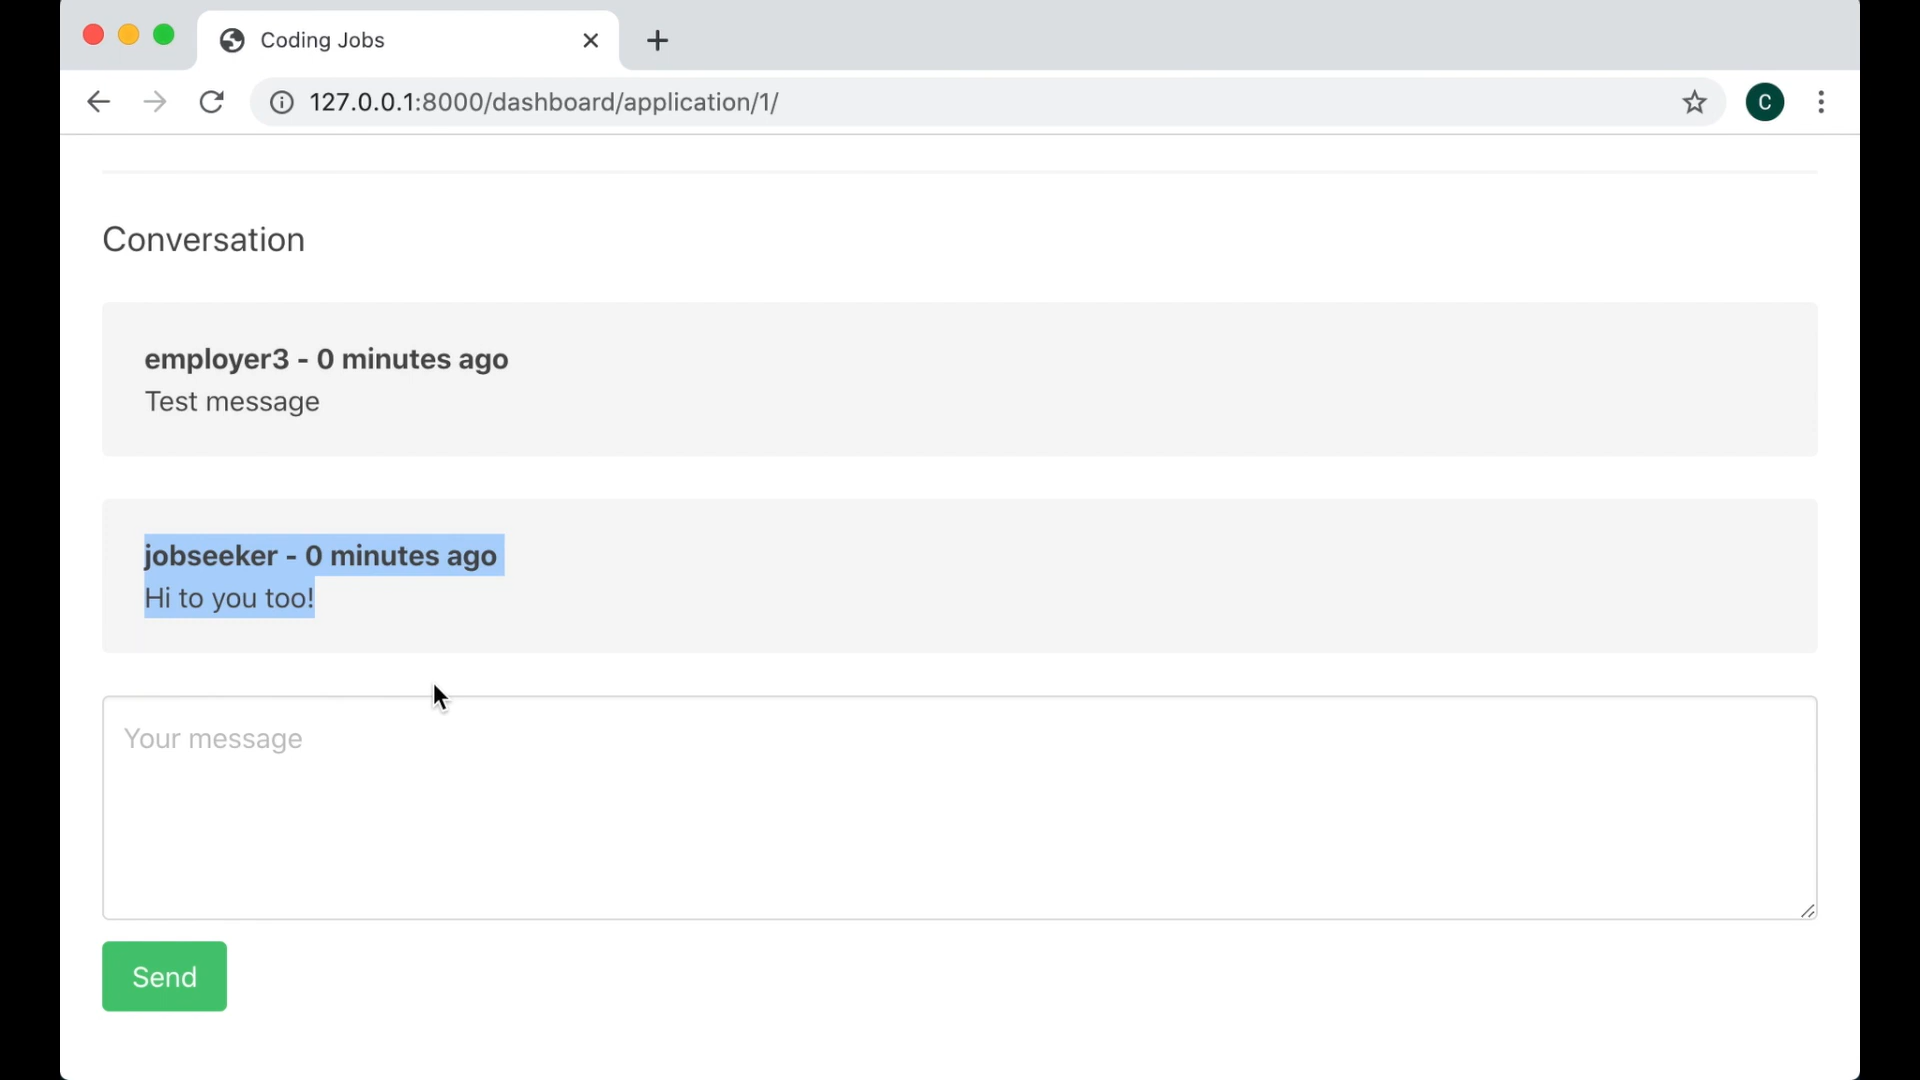 Coding Jobs
127.0.0.1:8000/dashboard/application/1/
C
Conversation
employer3 - 0 minutes ago
Test message
jobseeker - 0 minutes ago
Hi to you too!
Your message
Send